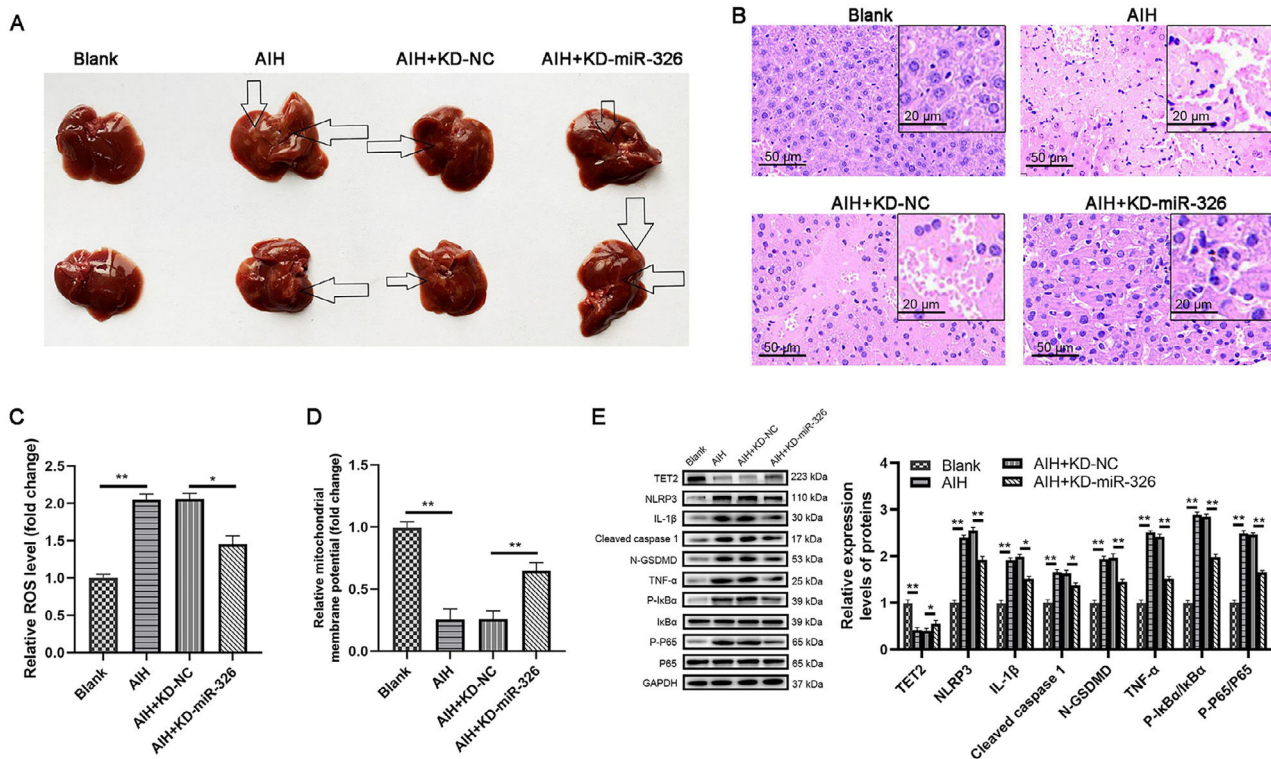 A
Blank
AIH
AIH+KD-NC
AIH+KD-miR-326
B
Blank
AIH
50 µm
20 µm
50 µm
20 µm
AIH+KD-NC
AIH+KD-miR-326
50 µm
20 µm
50 µm
20 µm
C
Relative ROS level (fold change)
2.5
2.0
1.5
1.0
0.5
0.0
**
*
Blank
AIH
AIH+KD-NC
AIH+KD-miR-326
D
Relative mitochondrial
membrane potential (fold change)
1.5
1.0
0.5
0.0
**
**
Blank
AIH
AIH+KD-NC
AIH+KD-miR-326
E
Blank
AIH
AIH+KD-NC
AIH+KD-miR-326
TET2 223 kDa
NLRP3 110 kDa
IL-1β 30 kDa
Cleaved caspase 1 17 kDa
N-GSDMD 53 kDa
TNF-α 25 kDa
P-IκBα 39 kDa
IκBα 39 kDa
P-P65 65 kDa
P65 65 kDa
GAPDH 37 kDa
Relative expression
levels of proteins
4
3
2
1
0
Blank
AIH
AIH+KD-NC
AIH+KD-miR-326
** *
** **
** *
** *
** **
** **
** **
** **
TET2
NLRP3
IL-1β
Cleaved caspase 1
N-GSDMD
TNF-α
P-IκBα/IκBα
P-P65/P65